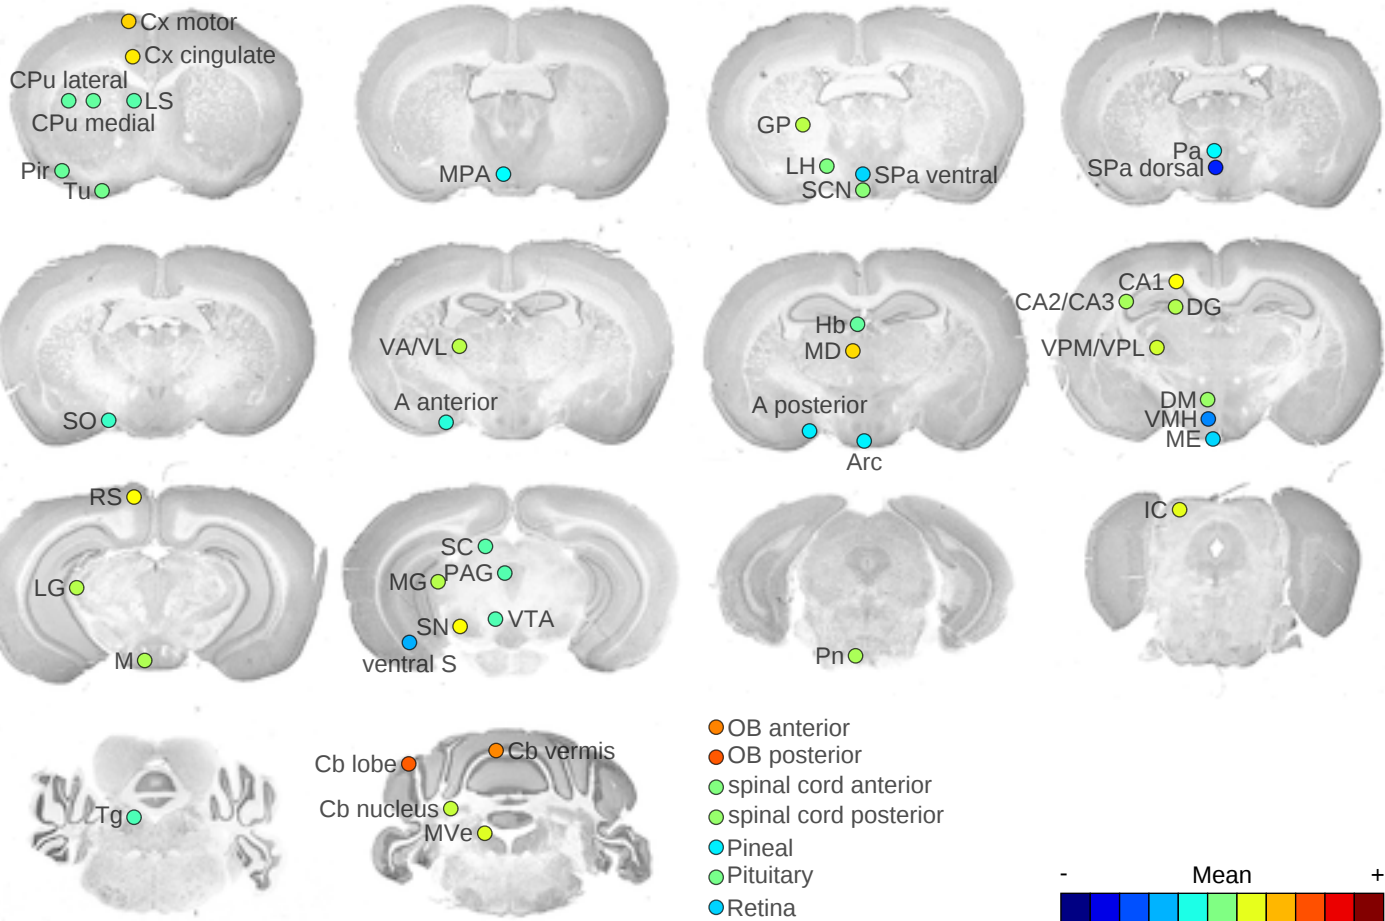 Cx motor
Cx cingulate
CPu lateral
LS
CPu medial
Pir
Tu
MPA
GP
LH
SPa ventral
SCN
Pa
SPa dorsal
SO
VA/VL
A anterior
Hb
MD
A posterior
Arc
CA1
CA2/CA3
DG
VPM/VPL
DM
VMH
ME
RS
LG
M
SC
PAG
MG
VTA
SN
ventral S
Pn
IC
Tg
Cb vermis
Cb lobe
Cb nucleus
MVe
OB anterior
OB posterior
spinal cord anterior
spinal cord posterior
Pineal
Pituitary
Retina
- Mean +